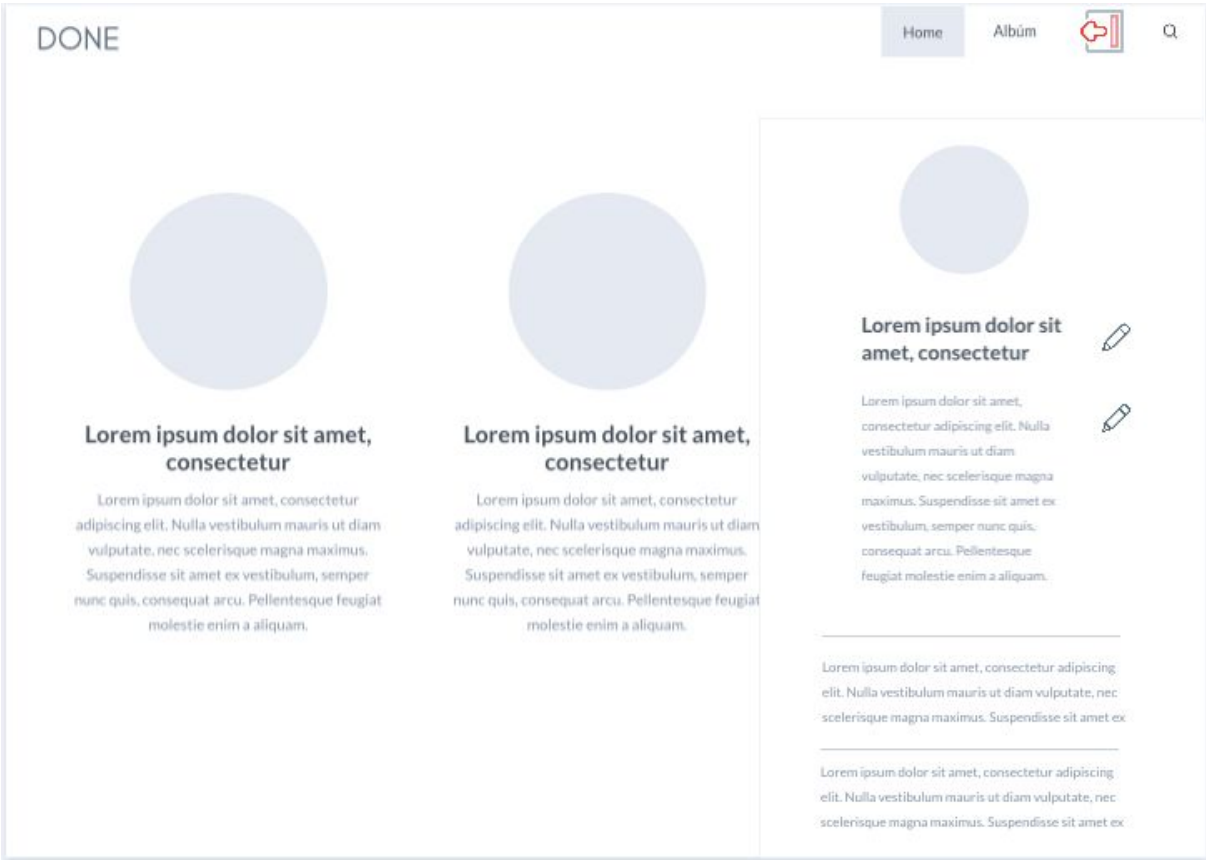 DONE
Home
Albúm
Lorem ipsum dolor sit amet,
consectetur
Lorem ipsum dolor sit amet, consectetur
adipiscing elit. Nulla vestibulum mauris ut diam
vulputate, nec scelerisque magna maximus.
Suspendisse sit amet ex vestibulum, semper
nunc quis, consequat arcu. Pellentesque feugiat
molestie enim a aliquam.
Lorem ipsum dolor sit amet,
consectetur
Lorem ipsum dolor sit amet, consectetur
adipiscing elit. Nulla vestibulum mauris ut diam
vulputate, nec scelerisque magna maximus.
Suspendisse sit amet ex vestibulum, semper
nunc quis, consequat arcu. Pellentesque feugiat
molestie enim a aliquam.
Lorem ipsum dolor sit
amet, consectetur
Lorem ipsum dolor sit amet,
consectetur adipiscing elit. Nulla
vestibulum mauris ut diam
vulputate, nec scelerisque magna
maximus. Suspendisse sit amet ex
vestibulum, semper nunc quis,
consequat arcu. Pellentesque
feugiat molestie enim a aliquam.
Lorem ipsum dolor sit amet, consectetur adipiscing
elit. Nulla vestibulum mauris ut diam vulputate, nec
scelerisque magna maximus. Suspendisse sit amet ex
Lorem ipsum dolor sit amet, consectetur adipiscing
elit. Nulla vestibulum mauris ut diam vulputate, nec
scelerisque magna maximus. Suspendisse sit amet ex